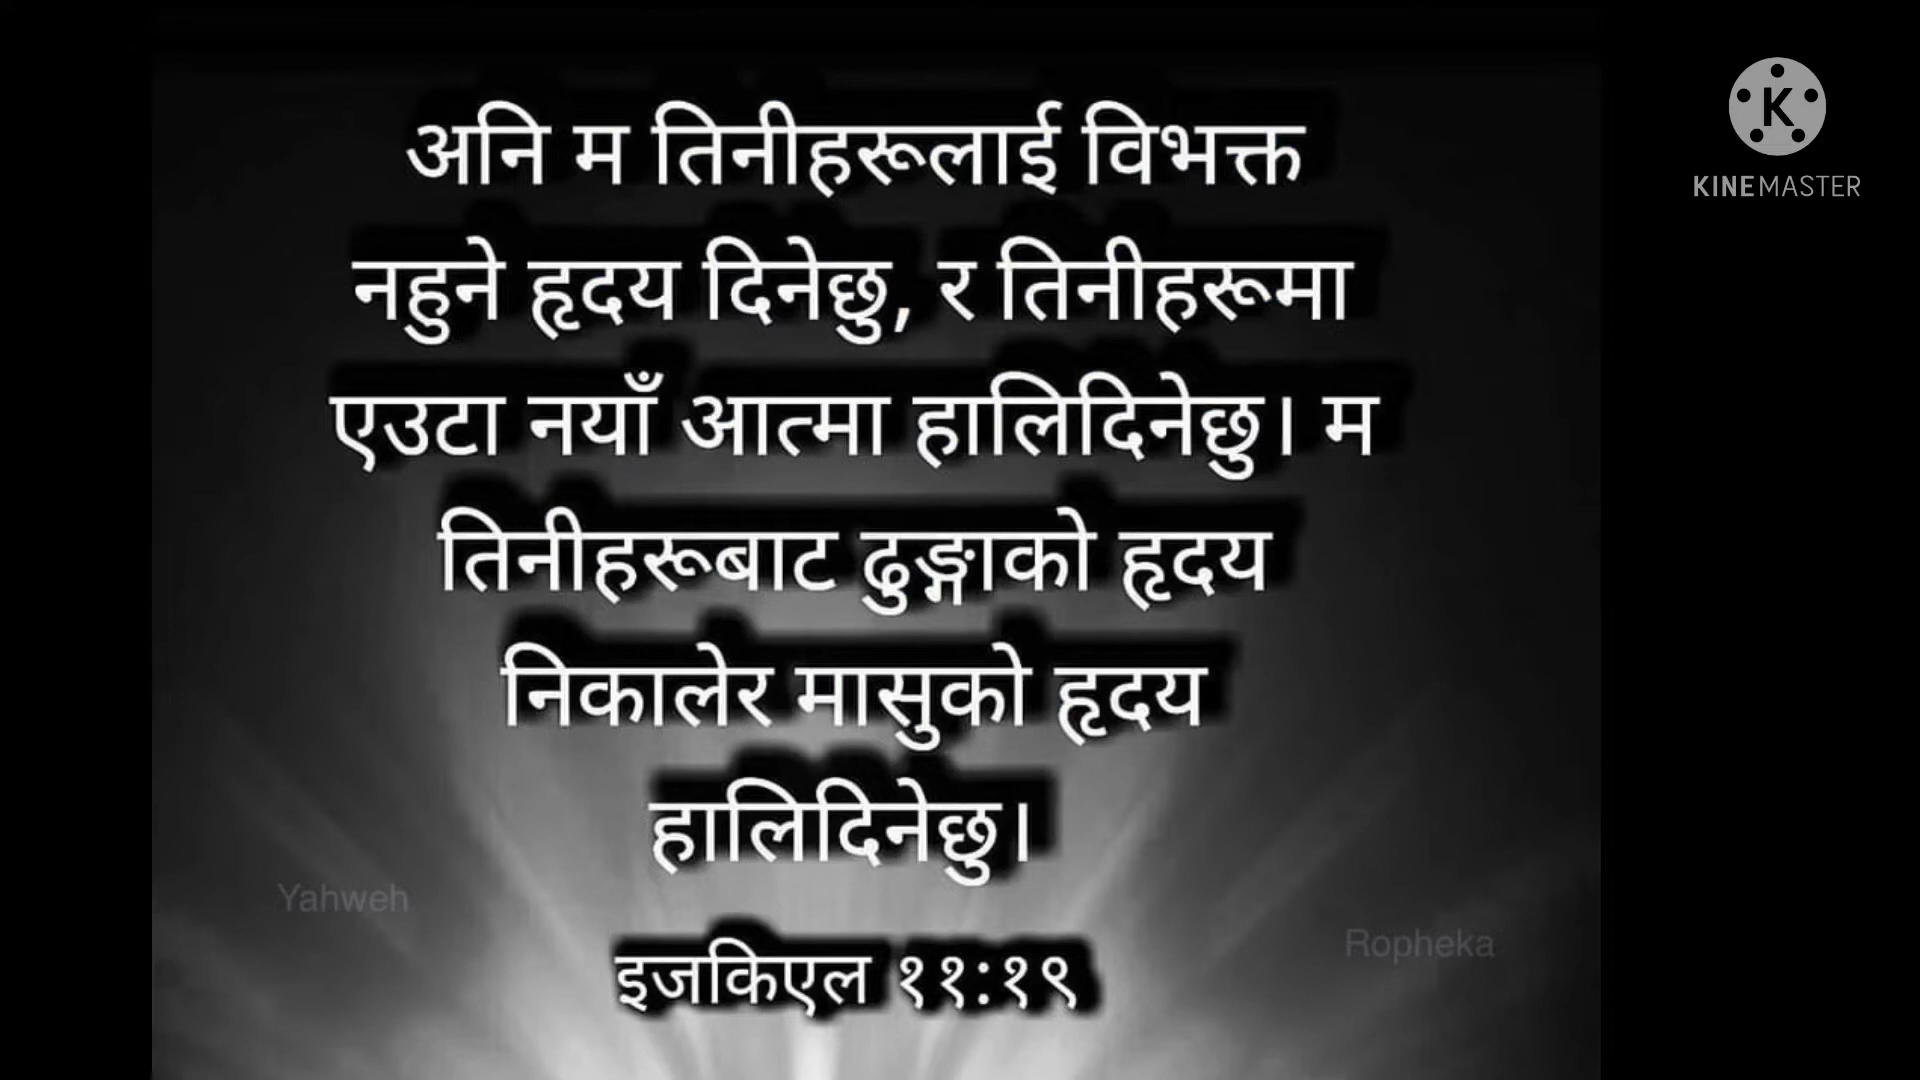 अनि म तिनीहरूलाई विभक्त
नहुने हृदय दिनेछु, र तिनीहरूमा
एउटा नयाँ आत्मा हालिदिनेछु। म
तिनीहरूबाट ढुङ्गाको हृदय
निकालेर मासुको हृदय
हालिदिनेछु।
इजकिएल ११:१९
Yahweh
Ropheka
K
KINEMASTER